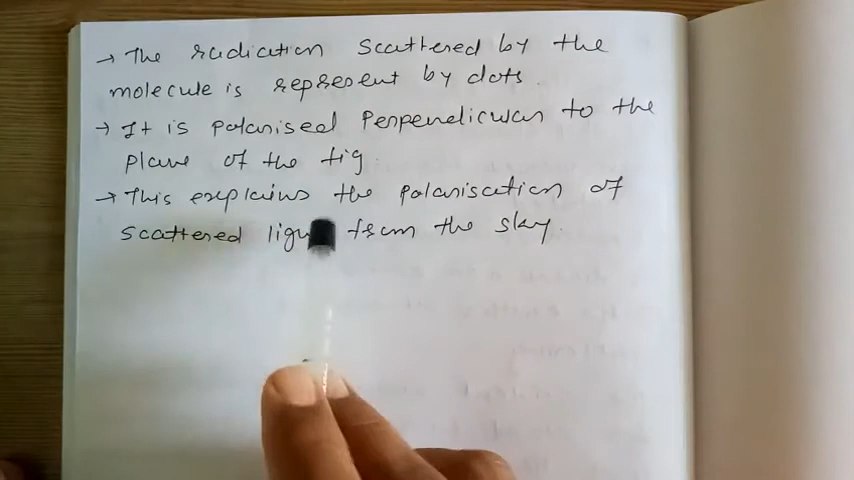 → The radiation scattered by the
molecule is represent by dots.
→ It is polarised perpendicular to the
plane of the fig.
→ This explains the polarisation of
scattered light from the sky.